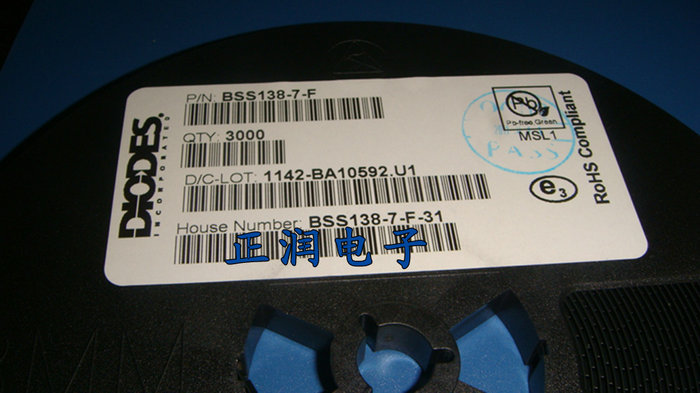 DIODES
INCORPORATED
P/N: BSS138-7-F
QTY: 3000
D/C-LOT: 1142-BA10592.U1
House Number: BSS138-7-F-31
正润电子
Pb
Pb-free,Green
MSL1
PASS
e3
RoHS Compliant